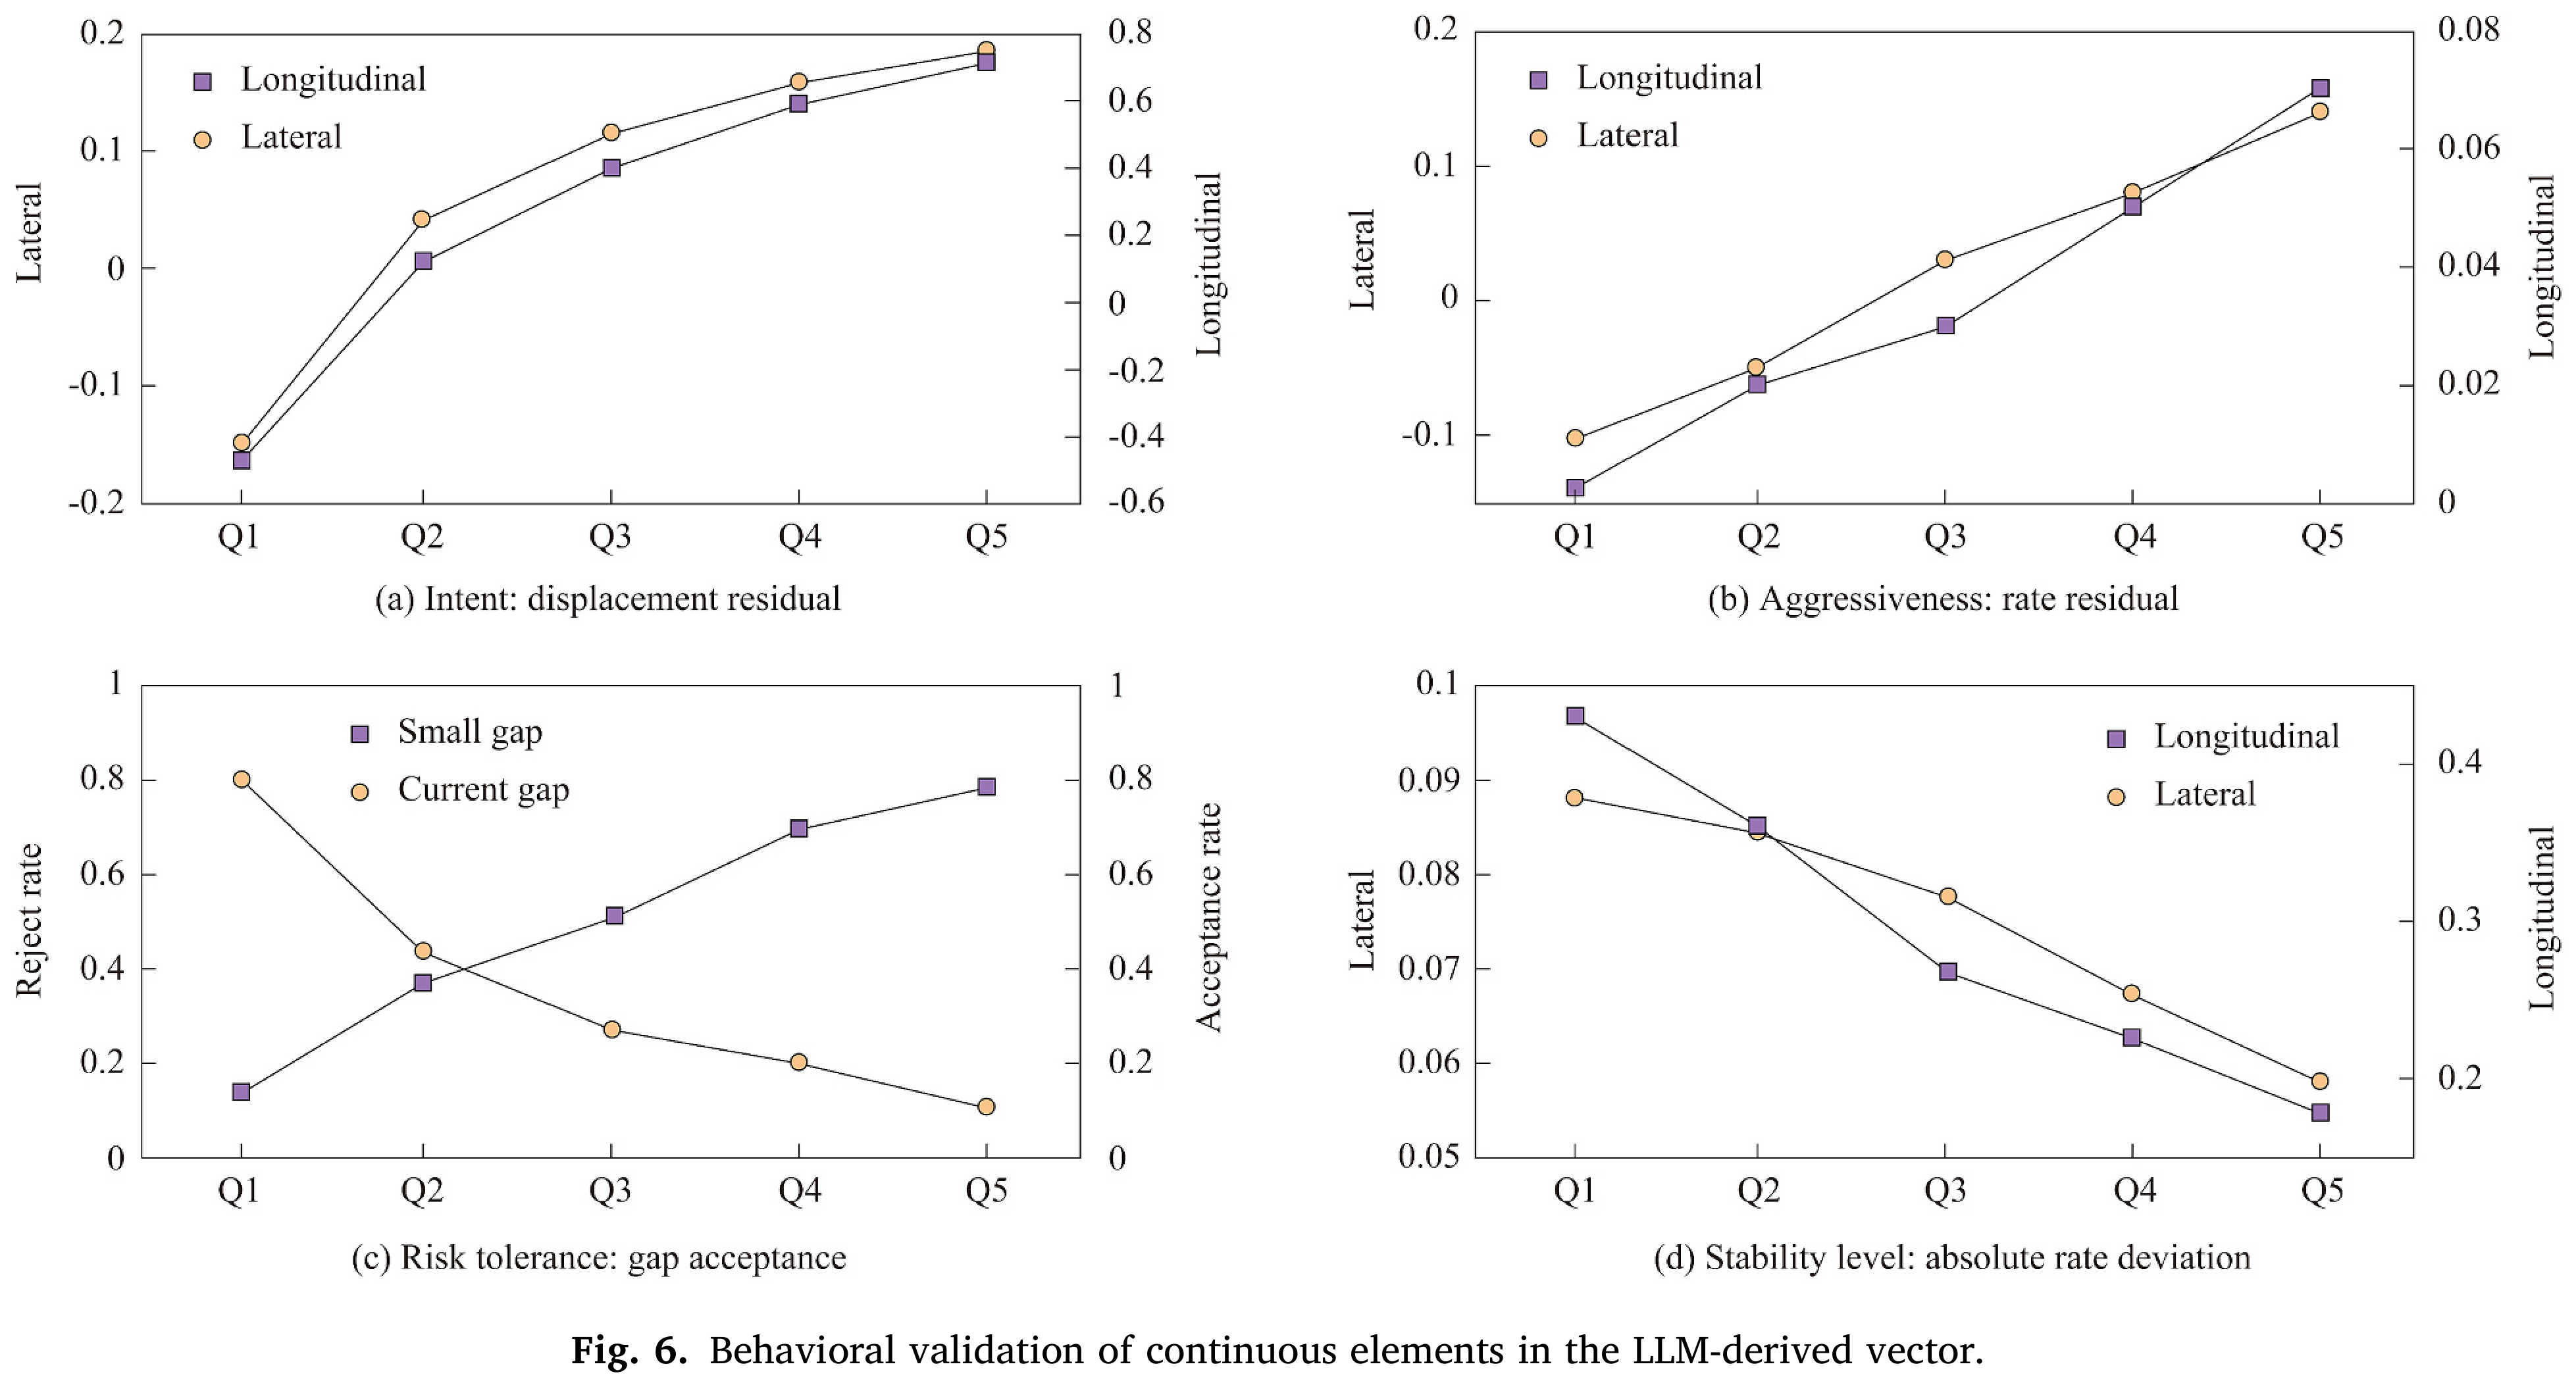 0.2
0.1
0
-0.1
-0.2
Lateral
Longitudinal
Lateral
0.8
0.6
0.4
0.2
0
-0.2
-0.4
-0.6
Longitudinal
Q1 Q2 Q3 Q4 Q5
(a) Intent: displacement residual
0.2
0.1
0
-0.1
Lateral
Longitudinal
Lateral
0.08
0.06
0.04
0.02
0
Longitudinal
Q1 Q2 Q3 Q4 Q5
(b) Aggressiveness: rate residual
1
0.8
0.6
0.4
0.2
0
Reject rate
Small gap
Current gap
1
0.8
0.6
0.4
0.2
0
Acceptance rate
Q1 Q2 Q3 Q4 Q5
(c) Risk tolerance: gap acceptance
0.1
0.09
0.08
0.07
0.06
0.05
Lateral
Longitudinal
Lateral
0.4
0.3
0.2
Longitudinal
Q1 Q2 Q3 Q4 Q5
(d) Stability level: absolute rate deviation
Fig. 6. Behavioral validation of continuous elements in the LLM-derived vector.